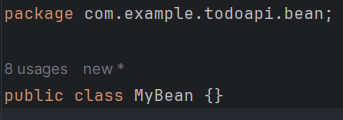 package com.example.todoapi.bean;
8 usages new *
public class MyBean {}